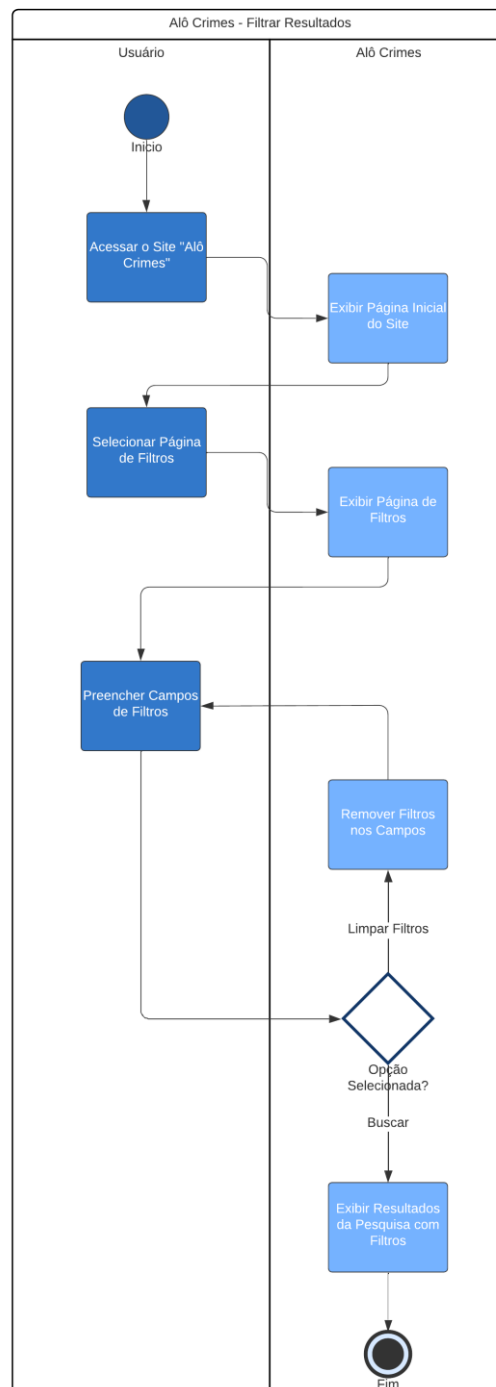 Alô Crimes - Filtrar Resultados
Usuário
Alô Crimes
Inicio
Acessar o Site "Alô
Crimes"
Exibir Página Inicial
do Site
Selecionar Página
de Filtros
Exibir Página de
Filtros
Preencher Campos
de Filtros
Remover Filtros
nos Campos
Limpar Filtros
Opção
Selecionada?
Buscar
Exibir Resultados
da Pesquisa com
Filtros
Fim